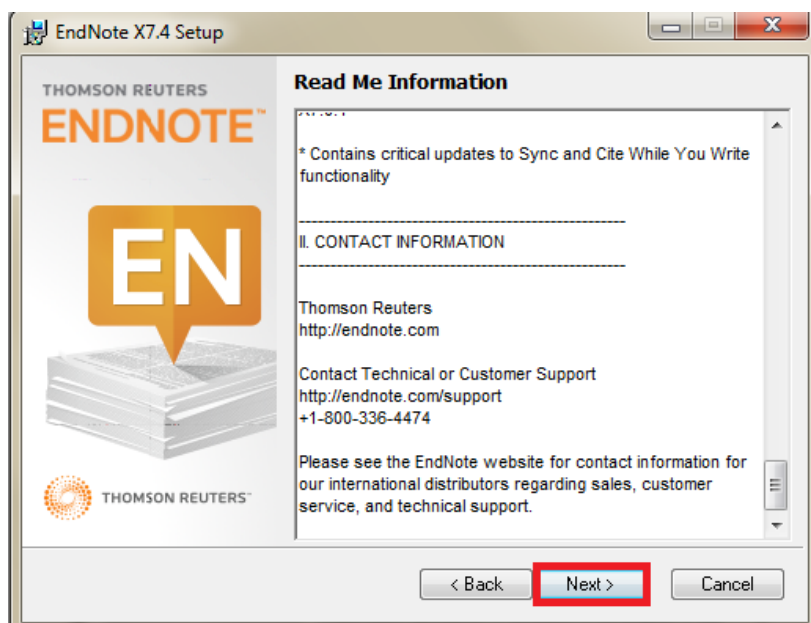 EndNote X7.4 Setup
THOMSON REUTERS
ENDNOTE™
EN
THOMSON REUTERS™
Read Me Information
* Contains critical updates to Sync and Cite While You Write
functionality
------------------------------------------------------------
II. CONTACT INFORMATION
------------------------------------------------------------
Thomson Reuters
http://endnote.com
Contact Technical or Customer Support
http://endnote.com/support
+1-800-336-4474
Please see the EndNote website for contact information for
our international distributors regarding sales, customer
service, and technical support.
< Back
Next >
Cancel